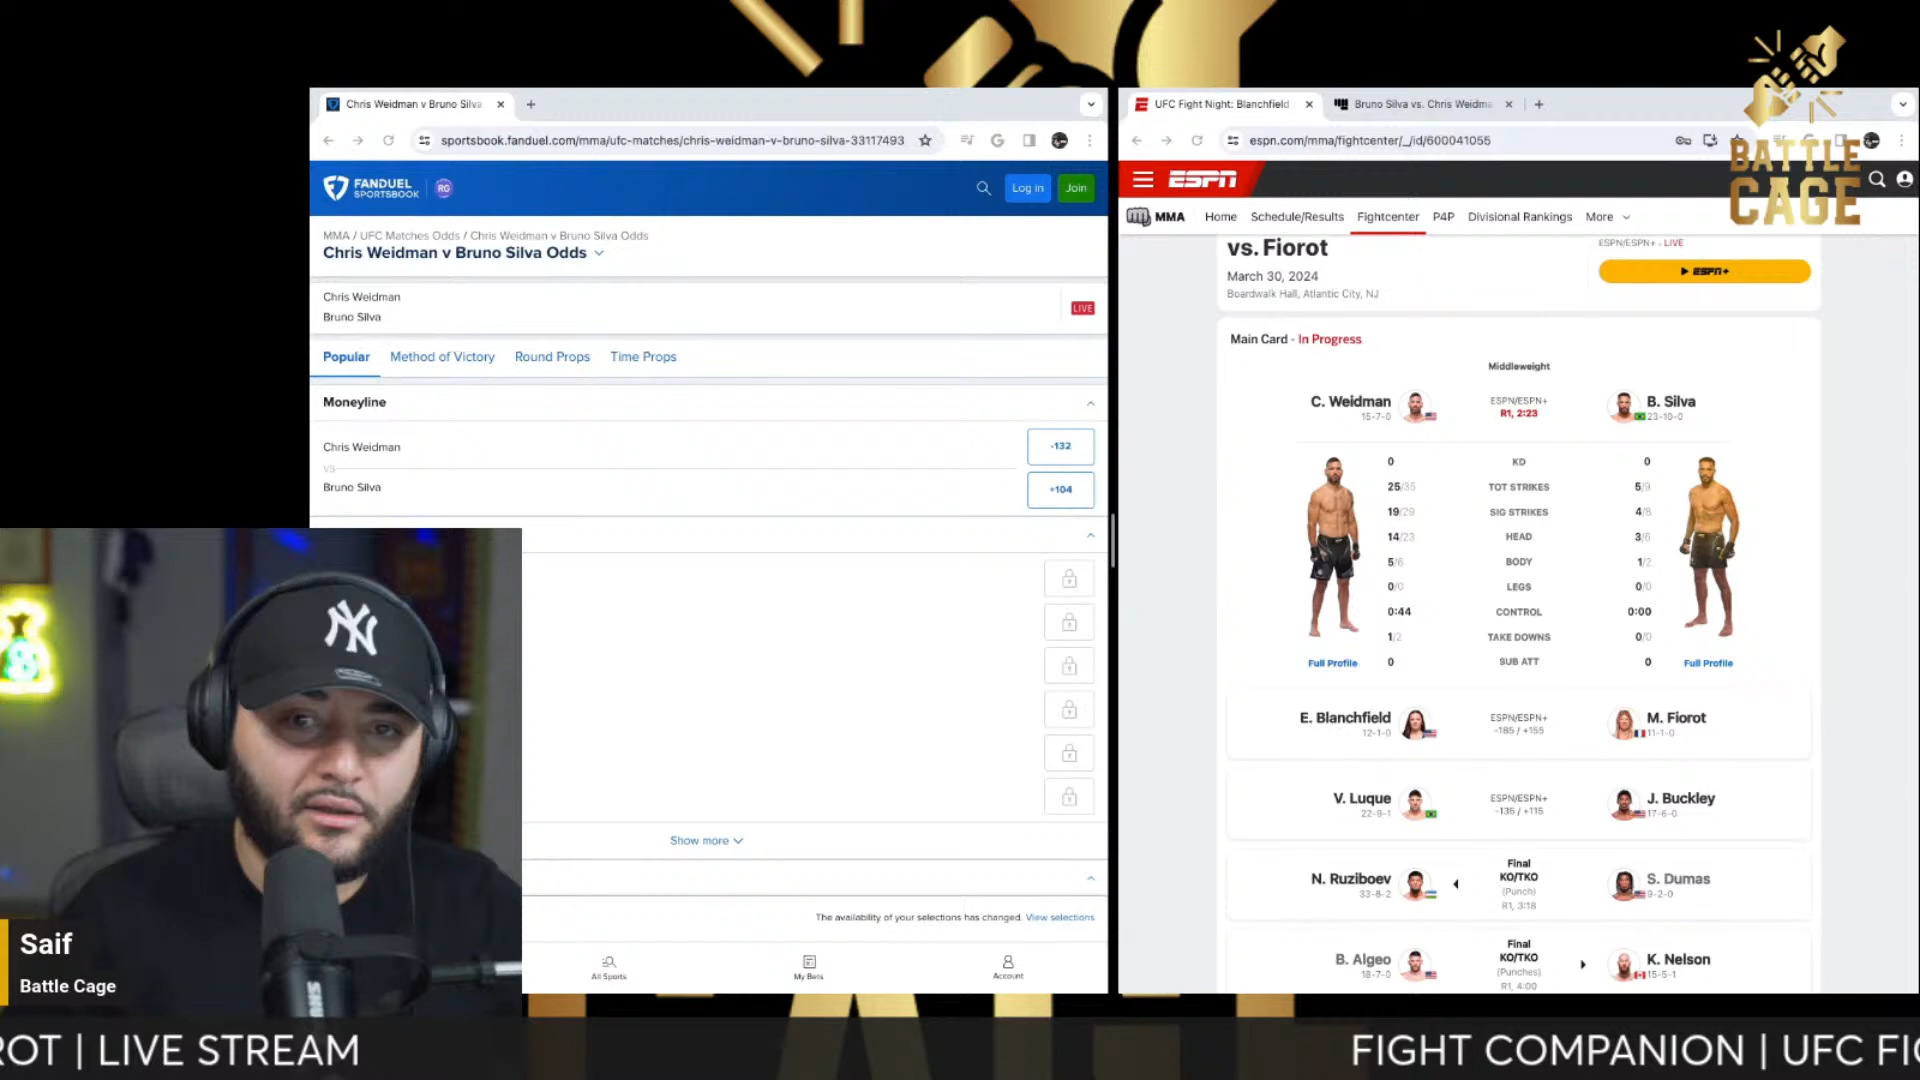 BATTLE
CAGE
Chris Weidman v Bruno Silva
sportsbook.fanduel.com/mma/ufc-matches/chris-weidman-v-bruno-silva-33117493
FANDUEL
SPORTSBOOK
RG
Log in
Join
MMA / UFC Matches Odds / Chris Weidman v Bruno Silva Odds
Chris Weidman v Bruno Silva Odds
Chris Weidman
Bruno Silva
LIVE
Popular Method of Victory Round Props Time Props
Moneyline
Chris Weidman
-132
VS
Bruno Silva
+104
Show more
The availability of your selections has changed. View selections
All Sports My Bets Account
UFC Fight Night: Blanchfield
Bruno Silva vs. Chris Weidma
espn.com/mma/fightcenter/_/id/600041055
ESPN
MMA Home Schedule/Results Fightcenter P4P Divisional Rankings More
vs. Fiorot
ESPN/ESPN+ - LIVE
March 30, 2024
ESPN+
Boardwalk Hall, Atlantic City, NJ
Main Card - In Progress
Middleweight
C. Weidman ESPN/ESPN+ B. Silva
15-7-0 R1, 2:23 23-10-0
0 KD 0
25/35 TOT STRIKES 5/9
19/29 SIG STRIKES 4/8
14/23 HEAD 3/6
5/6 BODY 1/2
0/0 LEGS 0/0
0:44 CONTROL 0:00
1/2 TAKE DOWNS 0/0
Full Profile 0 SUB ATT 0 Full Profile
E. Blanchfield ESPN/ESPN+ M. Fiorot
12-1-0 -185 / +155 11-1-0
V. Luque ESPN/ESPN+ J. Buckley
22-9-1 -135 / +115 17-6-0
Final
N. Ruziboev KO/TKO S. Dumas
33-8-2 (Punch) 9-2-0
R1, 3:18
Final
B. Algeo KO/TKO K. Nelson
18-7-0 (Punches) 15-5-1
R1, 4:00
NY
Saif
Battle Cage
ROT | LIVE STREAM
FIGHT COMPANION | UFC FI